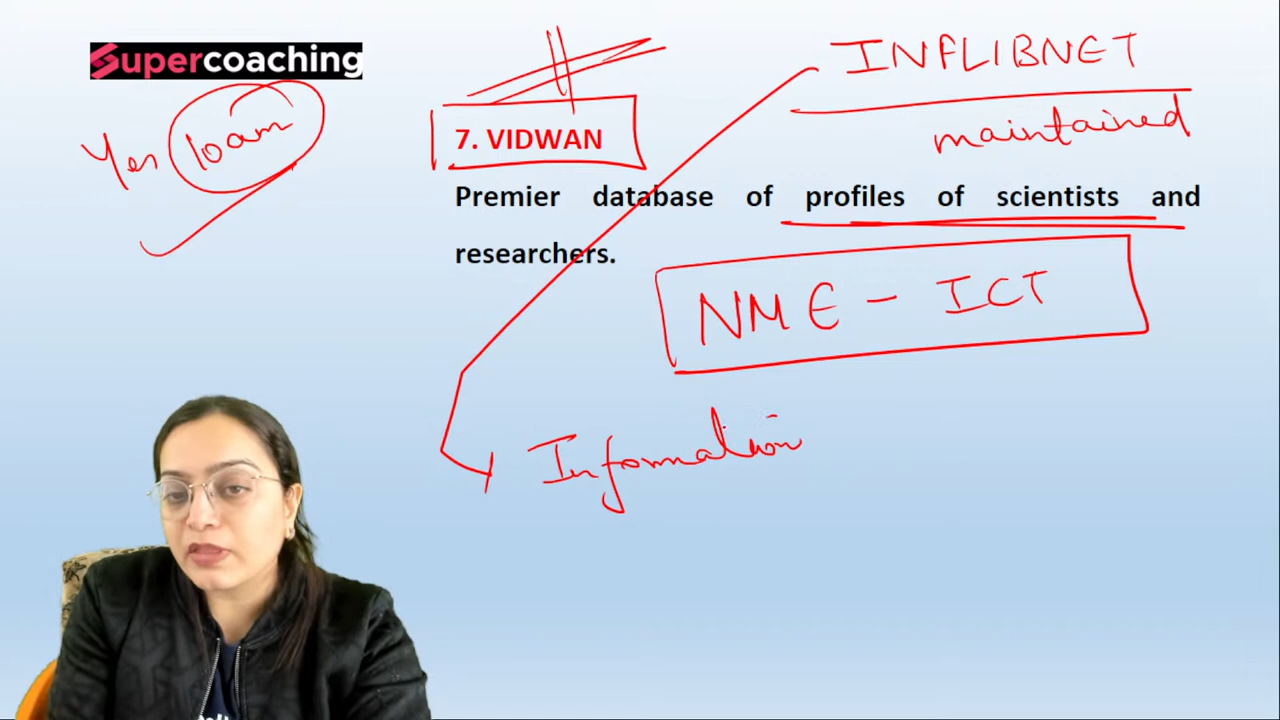 Supercoaching
INFLIBNET
maintained
Yes 10am
7. VIDWAN
Premier database of profiles of scientists and
researchers.
NME - ICT
Information